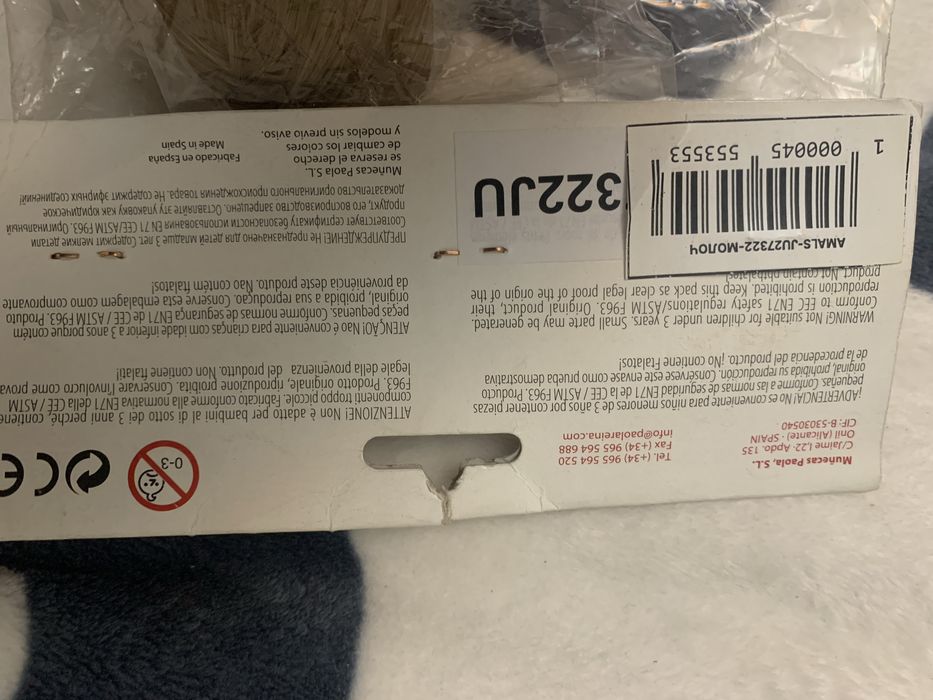 Muñecas Paola, S.L.
C/Jaime I,22- Apdo. 135
Onil (Alicante) - SPAIN
CIF: B-53030540
Tel. (+34) 965 564 520
Fax (+34) 965 564 688
info@paolareina.com
¡ADVERTENCIA! No es conveniente para niños menores de 3 años por contener piezas
pequeñas. Conforme a las normas de seguridad EN71 de la CEE / ASTM F963. Producto
original, prohibido su reproducción. Consérvese este envase como prueba demostrativa
de la procedencia del producto. ¡No contiene Ftalatos!
WARNING! Not suitable for children under 3 years. Small parte may be generated.
Conform to EEC EN71 safety regulations/ASTM F963. Original product, their
reproduction is prohibited. Keep this pack as clear legal proof of the origin of the
product. Not contain phthalates!
AMALS-JU27322-МОЛО4
1 000045 553553
322JU
0-3
CE
ATTENZIONE! Non è adatto per bambini al di sotto dei 3 anni perché, contiene
componenti troppo piccole. Faбricato conforme alla normativa EN71 della CEE / ASTM
F963. Prodotto originale, riproduzione proibita. Conservare l'involucro come prova
legale della provenienza del prodotto. Non contiene ftalati!
ATENÇÃO! Nao é conveniente para crianças com idade inferior a 3 anos porque contém
peças pequenas. Conforme normas de segurança EN71 de CEE / ASTM F963. Produto
original, prohibida a sua reproduçao. Conserve esta embalagem como comprovante
da proveniencia deste produto. Não contém ftalatos!
ПРЕДУПРЕЖДЕНИЕ! Не предназначено для детей младше 3 лет. Содержит мелкие детали
Соответствует сертификату безопасности использования EN 71 CEE/ASTM F963. Оригинальный
продукт, его воспроизводство запрещено. Оставляйте эту упаковку как юридическое
доказательство оригинального происхождения товара. Не содержит эфирных соединений!
Muñecas Paola S.L.
se reserva el derecho
de cambiar los colores
y modelos sin previo aviso.
Fabricado en España
Made in Spain